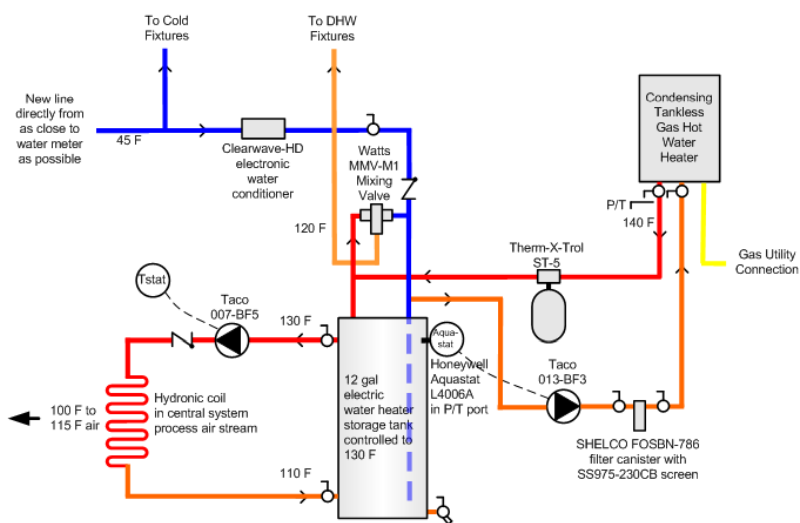 To Cold
Fixtures
To DHW
Fixtures
New line
directly from
as close to
water meter
as possible
45 F
Clearwave-HD
electronic
water
conditioner
Watts
MMV-M1
Mixing
Valve
120 F
Condensing
Tankless
Gas Hot
Water
Heater
P/T
140 F
Therm-X-Trol
ST-5
Gas Utility
Connection
Tstat
Taco
007-BF5
130 F
Aqua-
stat
Honeywell
Aquastat
L4006A
in P/T port
Taco
013-BF3
12 gal
electric
water heater
storage tank
controlled to
130 F
Hydronic coil
in central system
process air stream
100 F to
115 F air
110 F
SHELCO FOSBN-786
filter canister with
SS975-230CB screen